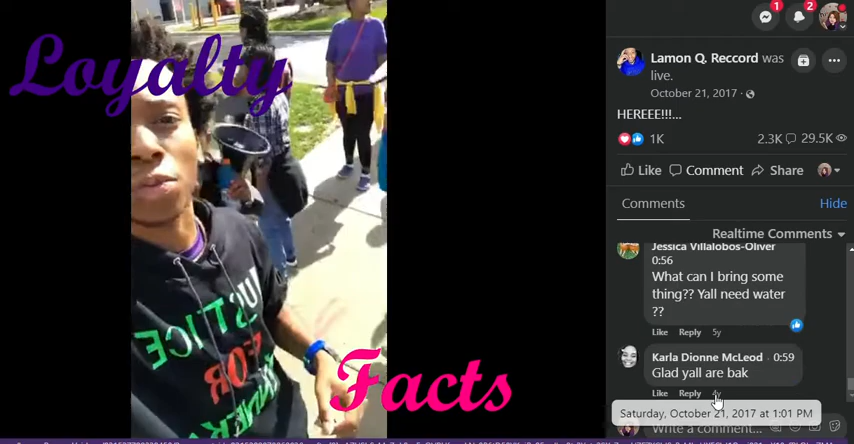 Loyalty
Facts
1
2
Lamon Q. Reccord was
live.
October 21, 2017 ·
HEREEE!!!...
1K
2.3K
29.5K
Like
Comment
Share
Comments
Hide
Realtime Comments
Jessica Villalobos-Oliver
0:56
What can I bring some
thing?? Yall need water
??
Like Reply 5y
Karla Dionne McLeod · 0:59
Glad yall are bak
Like Reply
Saturday, October 21, 2017 at 1:01 PM
Write a comment...